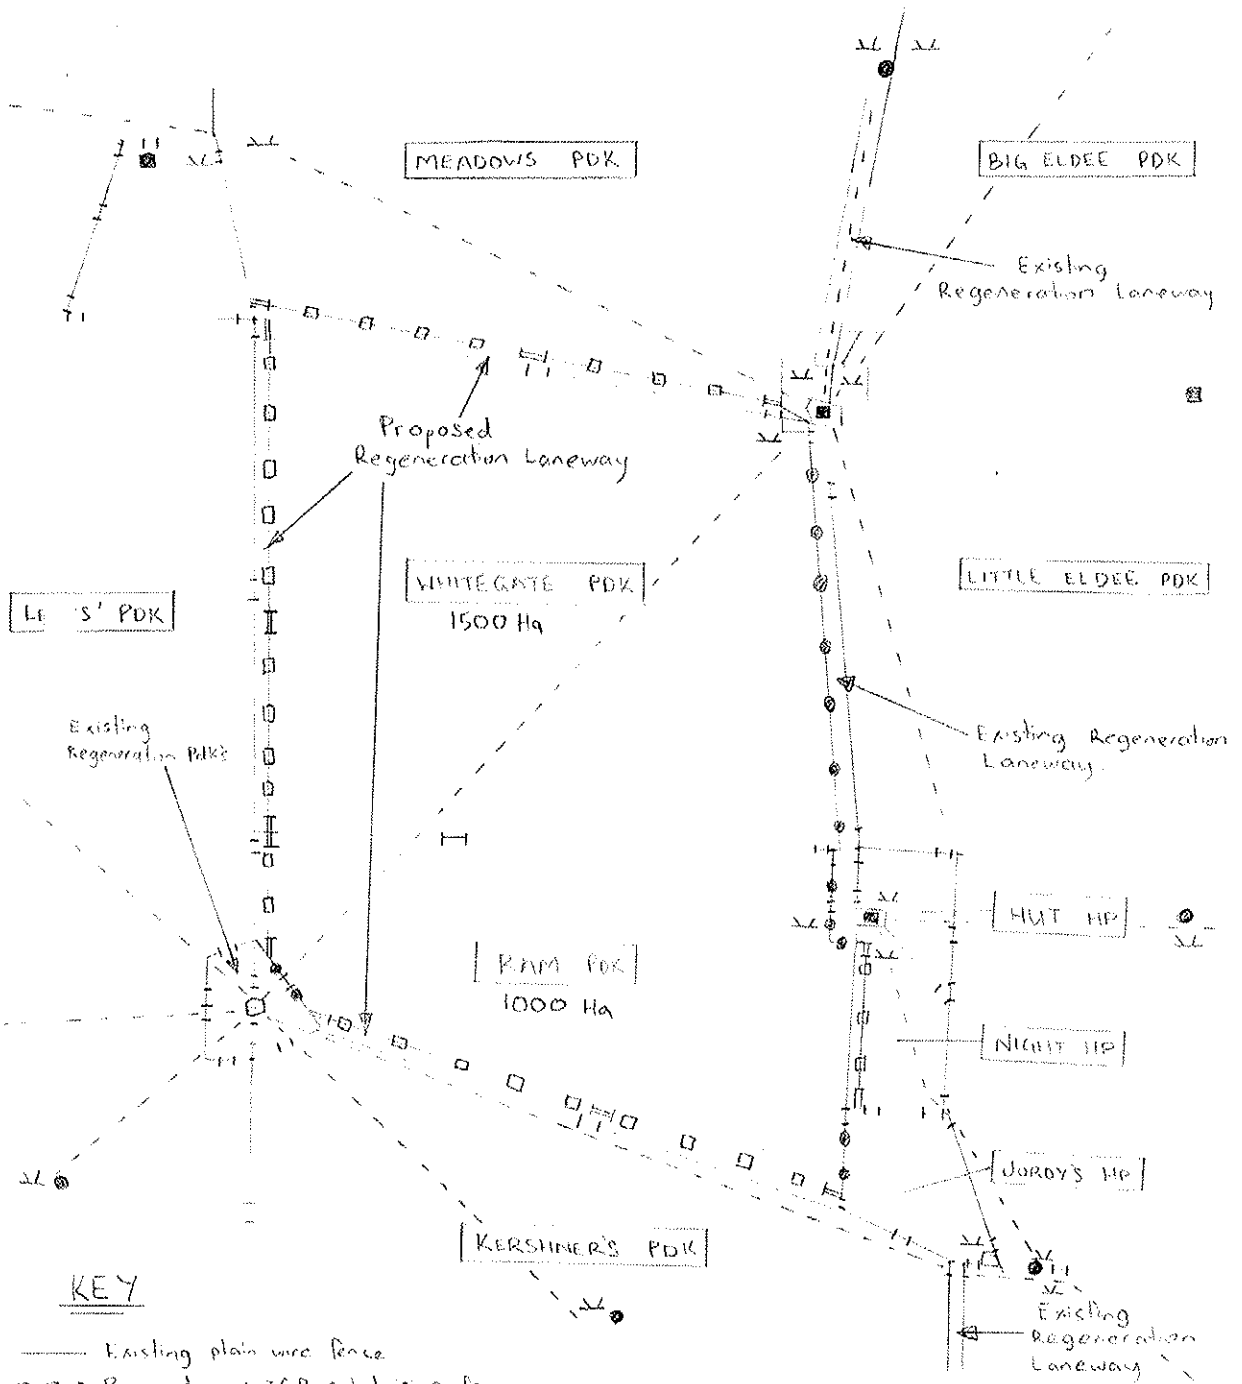 MEADOWS PDK
BIG ELDEE PDK
Existing
Regeneration Laneway
Proposed
Regeneration Laneway
WHITEGATE PDK
1500 Ha
LITTLE ELDEE PDK
S' PDK
Existing
Regeneration Pdk's
Existing Regeneration
Laneway
HUT HP
RAM PDK
1000 Ha
NIGHT HP
JORDY'S HP
KERSHNER'S PDK
KEY
Existing
Regeneration
Laneway
Existing plain wire fence